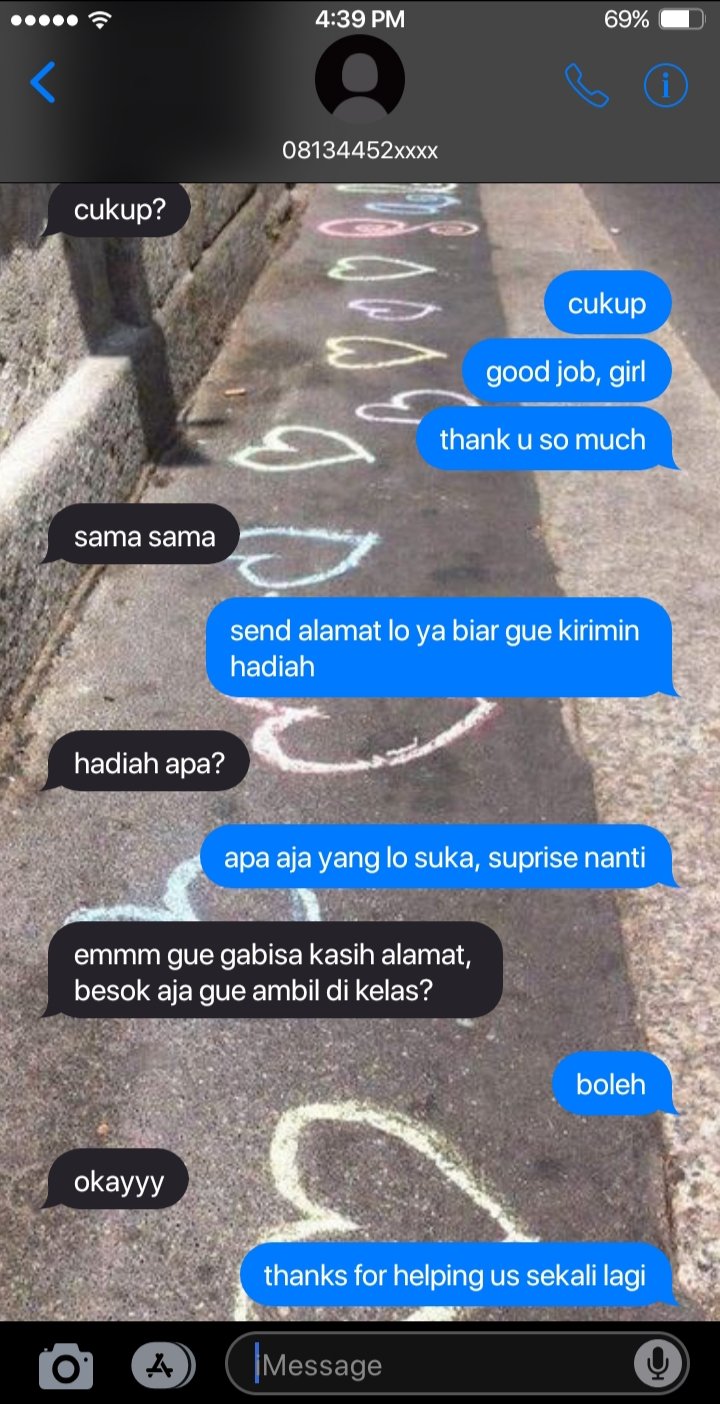 4:39 PM
69%
08134452xxxx
cukup?
cukup
good job, girl
thank u so much
sama sama
send alamat lo ya biar gue kirimin
hadiah
hadiah apa?
apa aja yang lo suka, suprise nanti
emmm gue gabisa kasih alamat,
besok aja gue ambil di kelas?
boleh
okayyy
thanks for helping us sekali lagi
iMessage